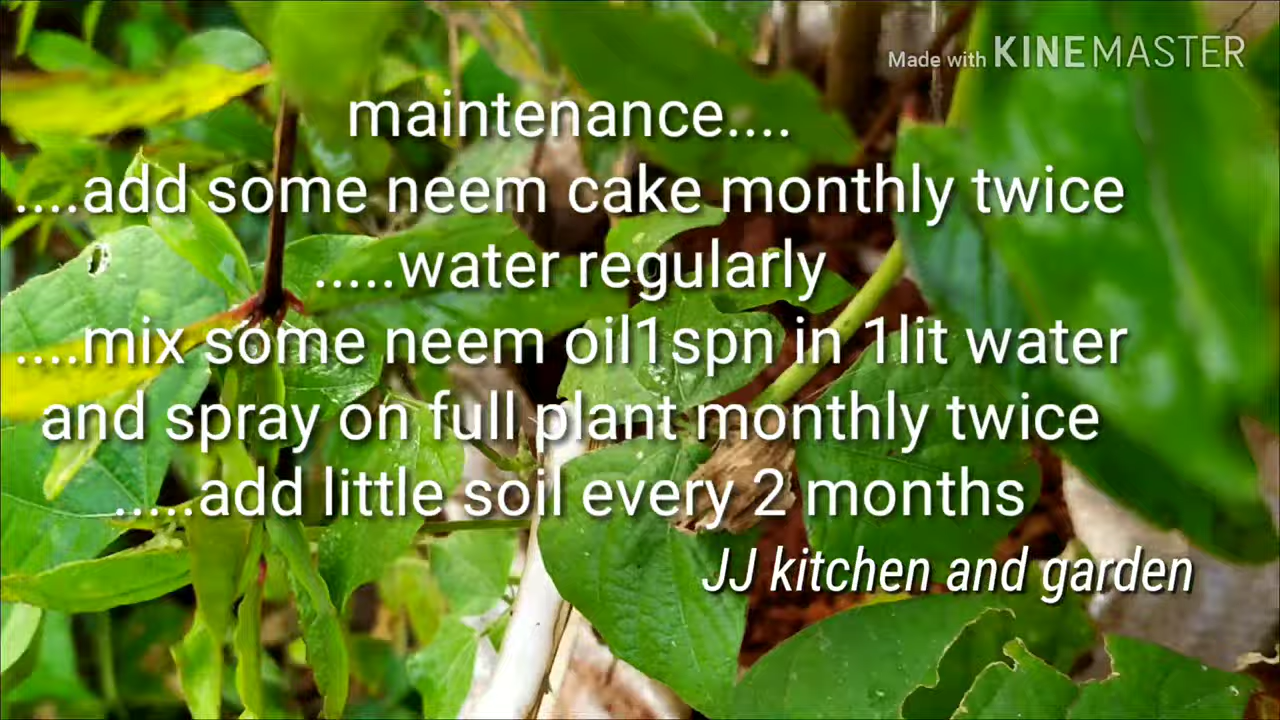 Made with KINEMASTER
maintenance....
....add some neem cake monthly twice
.....water regularly
....mix some neem oil1spn in 1lit water
and spray on full plant monthly twice
.....add little soil every 2 months
JJ kitchen and garden